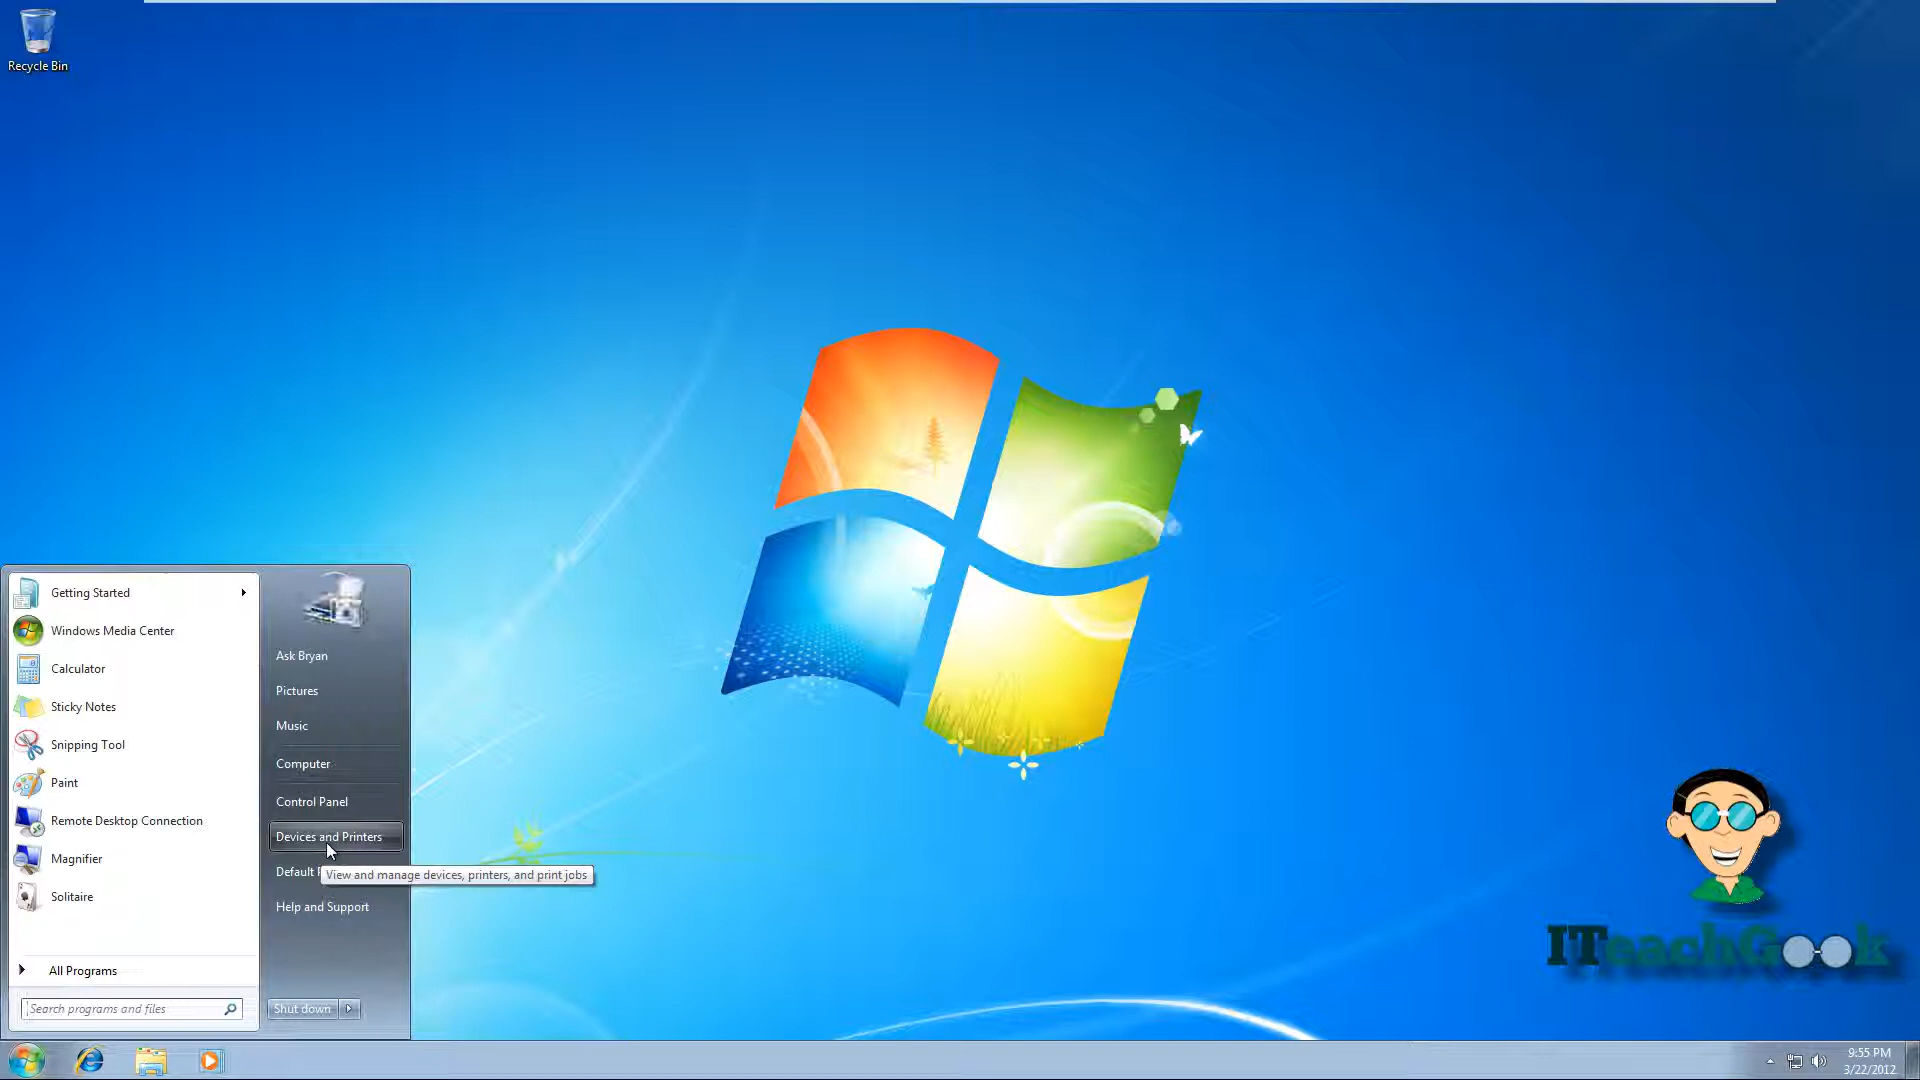 Recycle Bin
Getting Started
Windows Media Center
Calculator
Sticky Notes
Snipping Tool
Paint
Remote Desktop Connection
Magnifier
Solitaire
All Programs
Search programs and files
Ask Bryan
Pictures
Music
Computer
Control Panel
Devices and Printers
Default
View and manage devices, printers, and print jobs
Help and Support
Shut down
ITeachGook
9:55 PM
3/22/2012